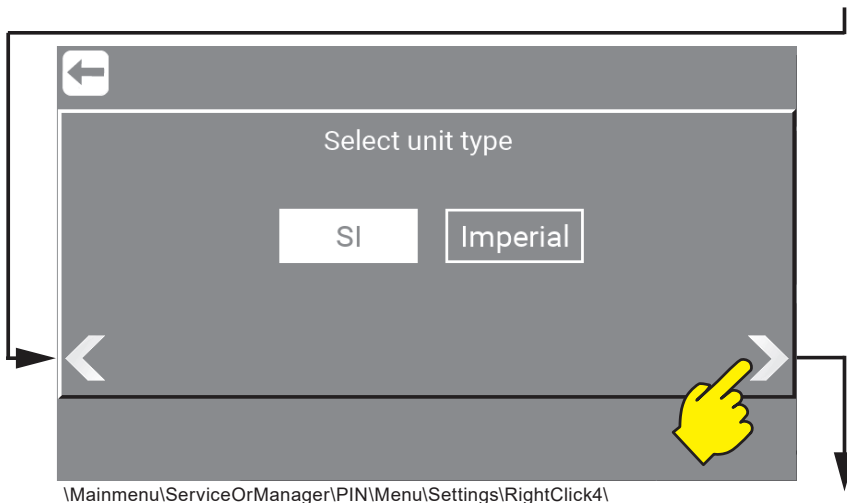 Select unit type
SI Imperial
\Mainmenu\ServiceOrManager\PIN\Menu\Settings\RightClick4\